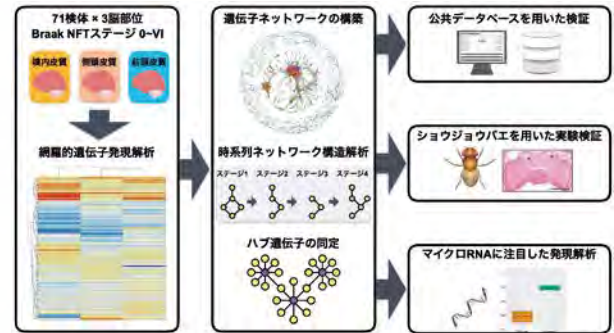 71検体 × 3脳部位
Braak NFTステージ 0~VI
嗅内皮質
側頭皮質
前頭皮質
網羅的遺伝子発現解析
遺伝子ネットワークの構築
時系列ネットワーク構造解析
ステージ1
ステージ2
ステージ3
ステージ4
ハブ遺伝子の同定
公共データベースを用いた検証
ショウジョウバエを用いた実験検証
マイクロRNAに注目した発現解析